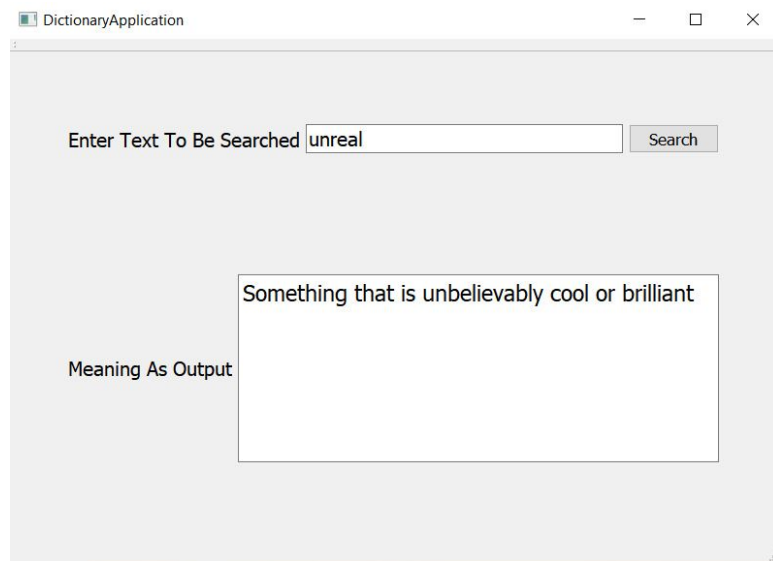 DictionaryApplication
Enter Text To Be Searched unreal Search
Something that is unbelievably cool or brilliant
Meaning As Output